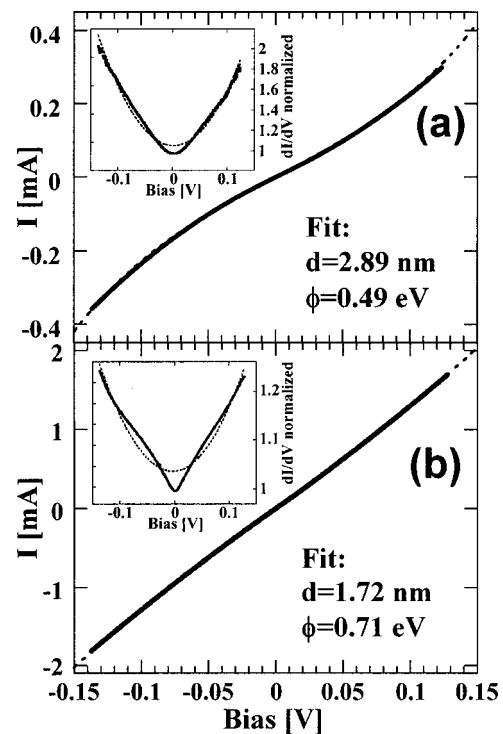 0.4
0.2
0
-0.2
-0.4
I [mA]
2
1.8
1.6
1.4
1.2
1
dI/dV normalized
-0.1
0
0.1
Bias [V]
(a)
Fit:
d=2.89 nm
ϕ=0.49 eV
2
1
0
-1
-2
I [mA]
1.2
1.1
1
dI/dV normalized
-0.1
0
0.1
Bias [V]
(b)
Fit:
d=1.72 nm
ϕ=0.71 eV
-0.15 -0.1 -0.05 0 0.05 0.1 0.15
Bias [V]